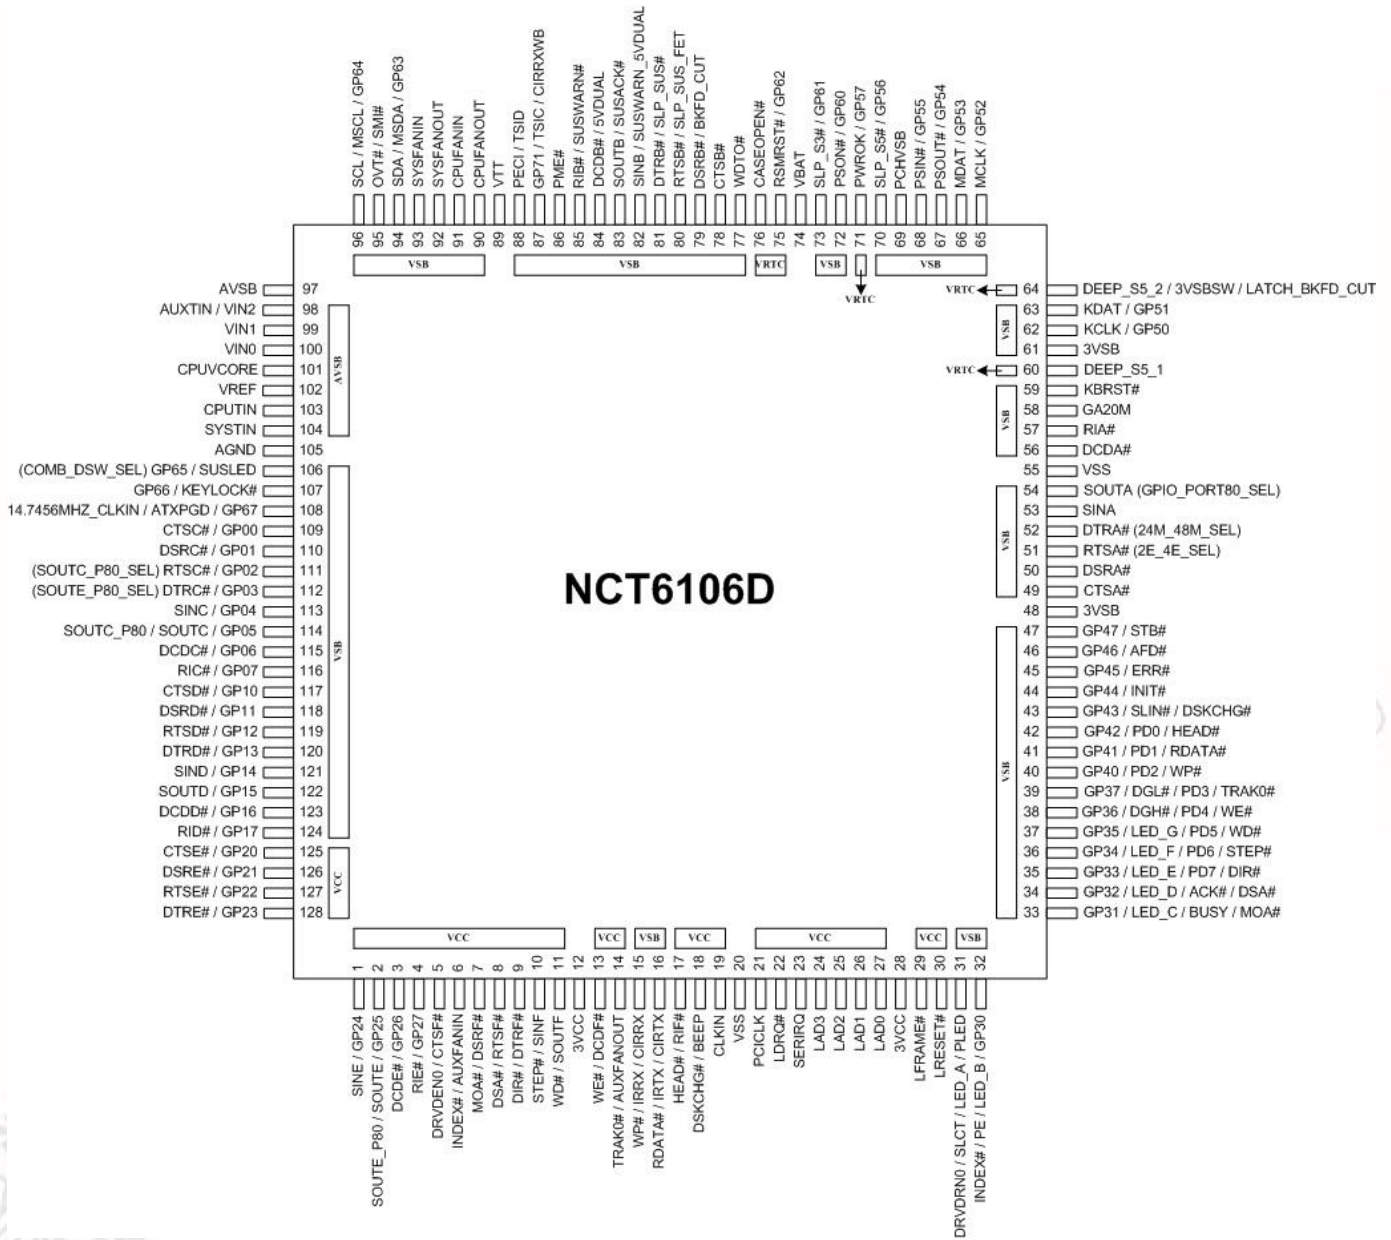 SCL / MSCL / GP64
OVT# / SMI#
SDA / MSDA / GP63
SYSFANIN
SYSFANOUT
CPUFANIN
CPUFANOUT
VTT
PECI / TSID
GP71 / TSIC / CIRRXWB
PME#
RIB# / SUSWARN#
DCDB# / 5VDUAL
SOUTB / SUSACK#
SINB / SUSWARN_5VDUAL
DTRB# / SLP_SUS#
RTSB# / SLP_SUS_FET
DSRB# / BKFD_CUT
CTSB#
WDTO#
CASEOPEN#
RSMRST# / GP62
VBAT
SLP_S3# / GP61
PSON# / GP60
PWROK / GP57
SLP_S5# / GP56
PCHVSB
PSIN# / GP55
PSOUT# / GP54
MDAT / GP53
MCLK / GP52
96 95 94 93 92 91 90 89 88 87 86 85 84 83 82 81 80 79 78 77 76 75 74 73 72 71 70 69 68 67 66 65
VSB VSB VRTC VSB VSB
VRTC
AVSB 97
AUXTIN / VIN2 98
VIN1 99
VIN0 100
CPUVCORE 101
VREF 102
CPUTIN 103
SYSTIN 104
AGND 105
(COMB_DSW_SEL) GP65 / SUSLED 106
GP66 / KEYLOCK# 107
14.7456MHZ_CLKIN / ATXPGD / GP67 108
CTSC# / GP00 109
DSRC# / GP01 110
(SOUTC_P80_SEL) RTSC# / GP02 111
(SOUTE_P80_SEL) DTRC# / GP03 112
SINC / GP04 113
SOUTC_P80 / SOUTC / GP05 114
DCDC# / GP06 115
RIC# / GP07 116
CTSD# / GP10 117
DSRD# / GP11 118
RTSD# / GP12 119
DTRD# / GP13 120
SIND / GP14 121
SOUTD / GP15 122
DCDD# / GP16 123
RID# / GP17 124
CTSE# / GP20 125
DSRE# / GP21 126
RTSE# / GP22 127
DTRE# / GP23 128
AVSB
VSB
VCC
NCT6106D
VRTC 64 DEEP_S5_2 / 3VSBSW / LATCH_BKFD_CUT
63 KDAT / GP51
62 KCLK / GP50
61 3VSB
VRTC 60 DEEP_S5_1
59 KBRST#
58 GA20M
57 RIA#
56 DCDA#
55 VSS
54 SOUTA (GPIO_PORT80_SEL)
53 SINA
52 DTRA# (24M_48M_SEL)
51 RTSA# (2E_4E_SEL)
50 DSRA#
49 CTSA#
48 3VSB
47 GP47 / STB#
46 GP46 / AFD#
45 GP45 / ERR#
44 GP44 / INIT#
43 GP43 / SLIN# / DSKCHG#
42 GP42 / PD0 / HEAD#
41 GP41 / PD1 / RDATA#
40 GP40 / PD2 / WP#
39 GP37 / DGL# / PD3 / TRAK0#
38 GP36 / DGH# / PD4 / WE#
37 GP35 / LED_G / PD5 / WD#
36 GP34 / LED_F / PD6 / STEP#
35 GP33 / LED_E / PD7 / DIR#
34 GP32 / LED_D / ACK# / DSA#
33 GP31 / LED_C / BUSY / MOA#
VSB
VSB
VSB
VSB
VCC VCC VSB VCC VCC VCC VSB
1 2 3 4 5 6 7 8 9 10 11 12 13 14 15 16 17 18 19 20 21 22 23 24 25 26 27 28 29 30 31 32
SINE / GP24
SOUTE_P80 / SOUTE / GP25
DCDE# / GP26
RIE# / GP27
DRVDEN0 / CTSF#
INDEX# / AUXFANIN
MOA# / DSRF#
DSA# / RTSF#
DIR# / DTRF#
STEP# / SINF
WD# / SOUTF
3VCC
WE# / DCDF#
TRAK0# / AUXFANOUT
WP# / IRRX / CIRRX
RDATA# / IRTX / CIRTX
HEAD# / RIF#
DSKCHG# / BEEP
CLKIN
VSS
PCICLK
LDRQ#
SERIRQ
LAD3
LAD2
LAD1
LAD0
3VCC
LFRAME#
LRESET#
DRVDRN0 / SLCT / LED_A / PLED
INDEX# / PE / LED_B / GP30